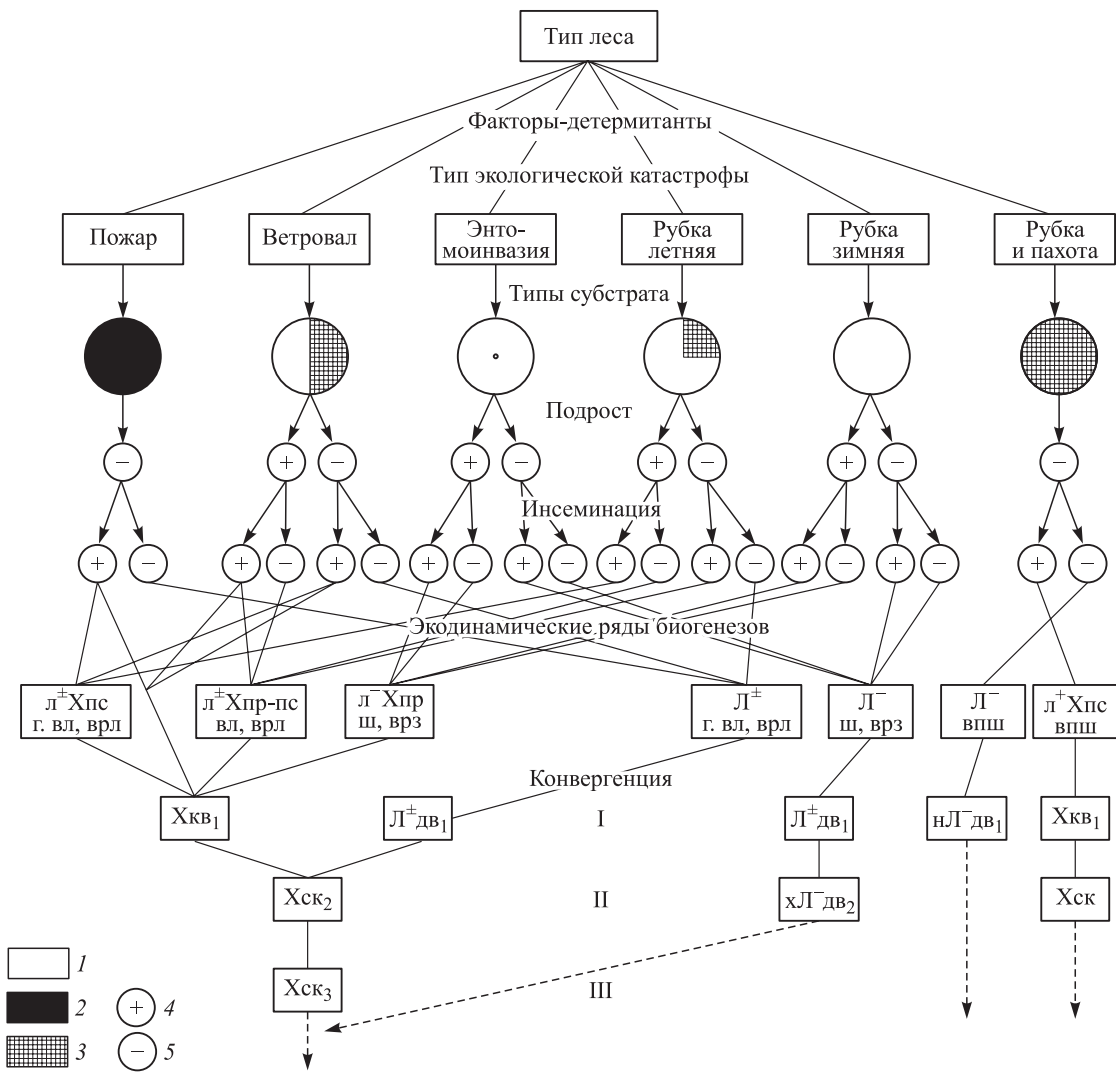 Тип леса
Факторы-детермитанты
Тип экологической катастрофы
Пожар
Ветровал
Энто-
моинвазия
Рубка
летняя
Рубка
зимняя
Рубка
и пахота
Типы субстрата
Подрост
− + − + − + − + − −
Инсеминация
+ − + − + − + − + − + − + − + − + − + −
Экодинамические ряды биогенезов
л±Хпс
г. вл, врл
л±Хпр-пс
вл, врл
л−Хпр
ш, врз
Л±
г. вл, врл
Л−
ш, врз
Л−
впш
л+Хпс
впш
Конвергенция
Хкв₁
Л±дв₁
I
Л±дв₁
нЛ−дв₁
Хкв₁
Хск₂
II
хЛ−дв₂
Хск
Хск₃
III
1
2
+ 4
3
− 5